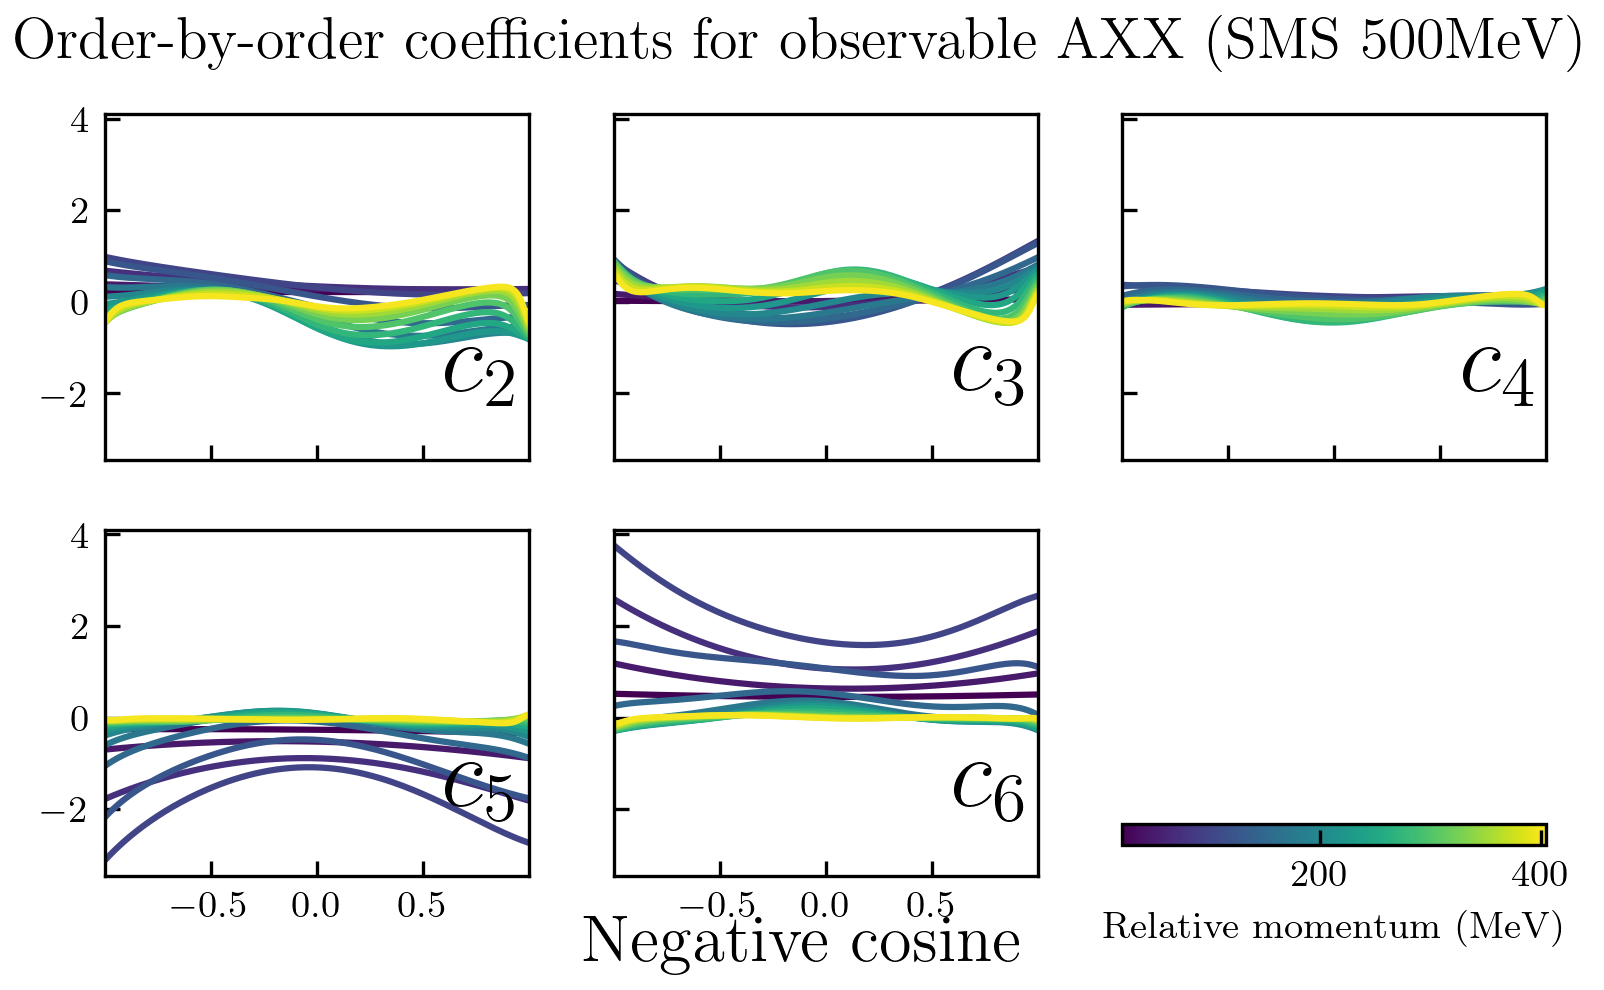 Order-by-order coefficients for observable AXX (SMS 500MeV)
4
2
0
−2
c2
c3
c4
4
2
0
−2
c5
c6
−0.5 0.0 0.5
−0.5 0.0 0.5
Negative cosine
200 400
Relative momentum (MeV)